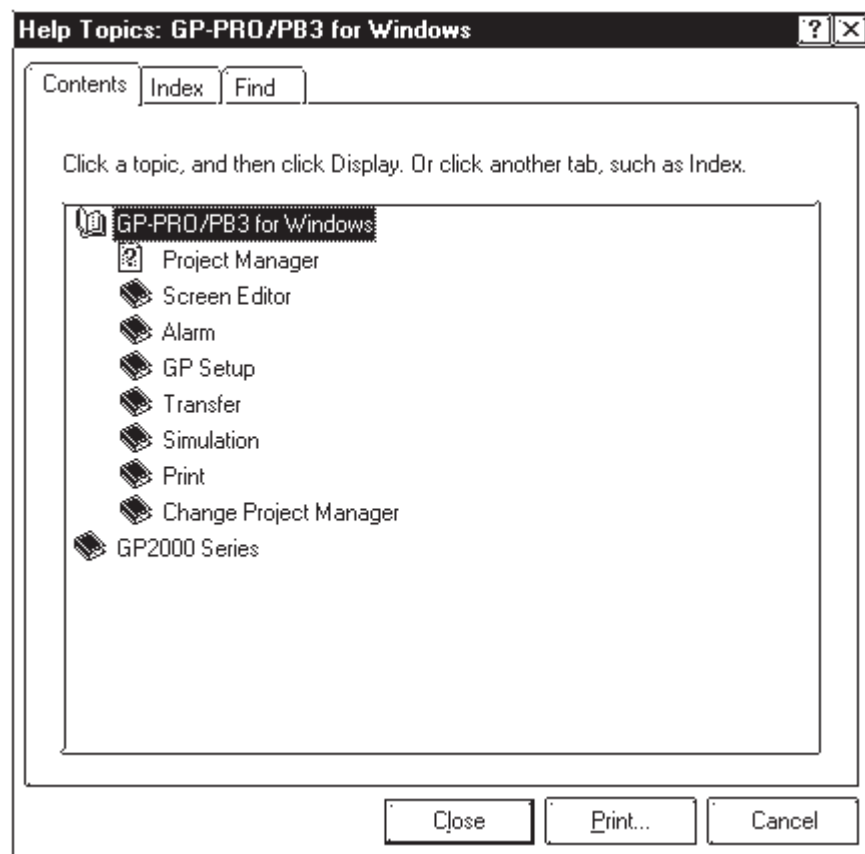 Help Topics: GP-PRO/PB3 for Windows
Contents Index Find
Click a topic, and then click Display. Or click another tab, such as Index.
GP-PRO/PB3 for Windows
Project Manager
Screen Editor
Alarm
GP Setup
Transfer
Simulation
Print
Change Project Manager
GP2000 Series
Close Print... Cancel